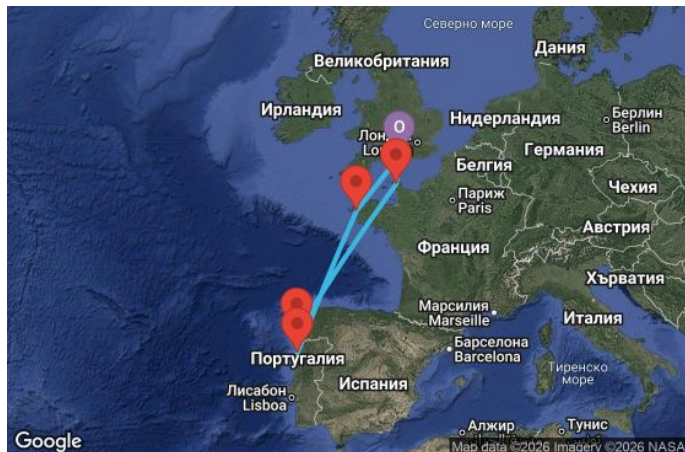 Северно море
Дания
Великобритания
Ирландия
Нидерландия
Берлин
Berlin
О
Германия
Белгия
Париж
Paris
Чехия
Австрия
Франция
Хърватия
Марсилия
Marseille
Италия
Барселона
Barcelona
Португалия
Испания
Тиренско
море
Лисабон
Lisboa
Алжир
Тунис
Google
Map data ©2026 Imagery ©2026 NASA